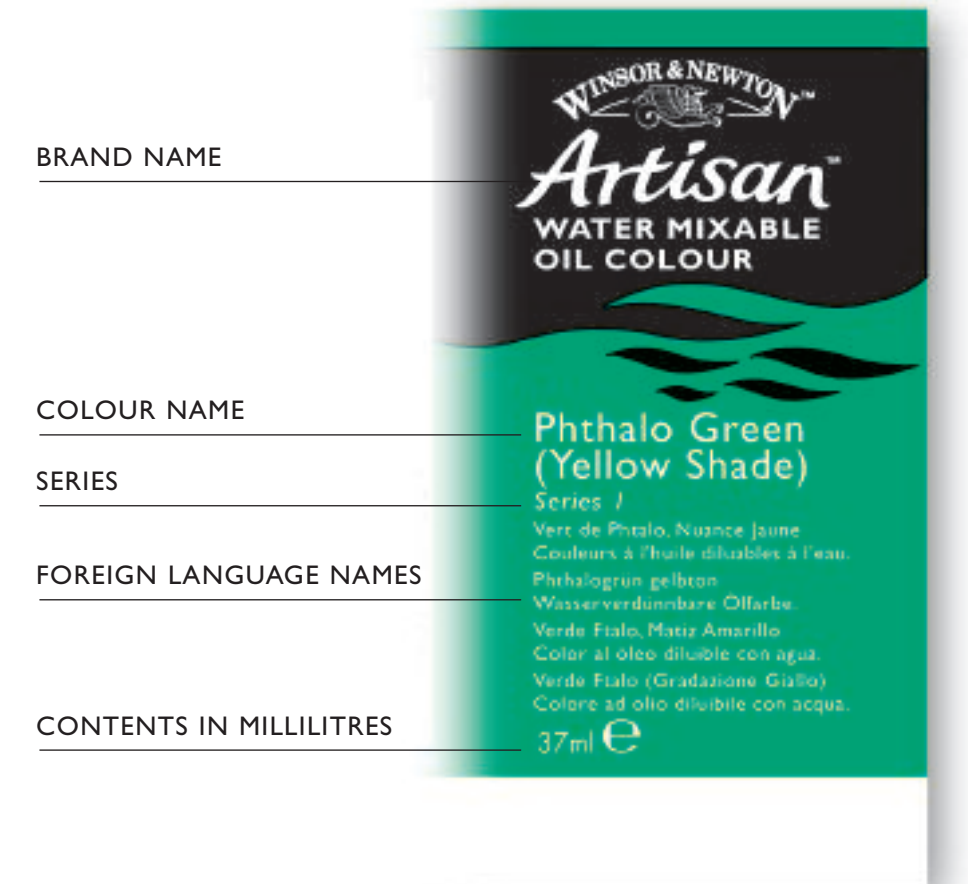 WINSOR & NEWTON™
BRAND NAME
Artisan™
WATER MIXABLE
OIL COLOUR
COLOUR NAME
Phthalo Green
(Yellow Shade)
SERIES
Series 1
Vert de Phtalo, Nuance Jaune
Couleurs à l'huile diluables à l'eau.
FOREIGN LANGUAGE NAMES
Phthalogrün gelbton
Wasserverdünnbare Ölfarbe.
Verde Ftalo, Matiz Amarillo
Color al óleo diluible con agua.
Verde Ftalo (Gradazione Giallo)
Colore ad olio diluibile con acqua.
CONTENTS IN MILLILITRES
37ml ℮